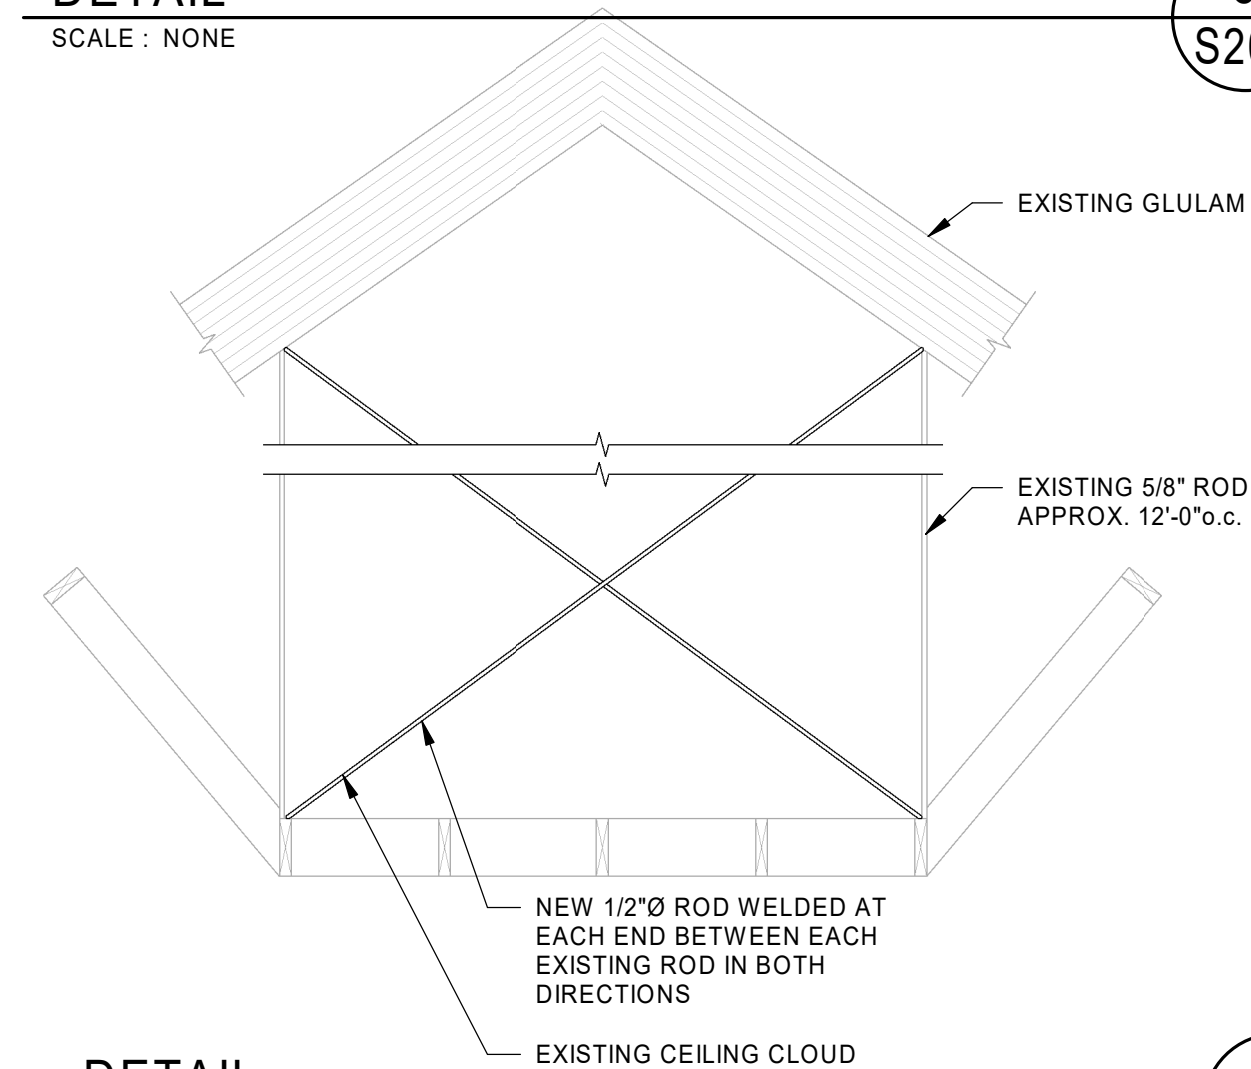 DETAIL
SCALE : NONE
EXISTING GLULAM
EXISTING 5/8" ROD
APPROX. 12'-0"o.c.
NEW 1/2"Ø ROD WELDED AT
EACH END BETWEEN EACH
EXISTING ROD IN BOTH
DIRECTIONS
EXISTING CEILING CLOUD
DETAIL